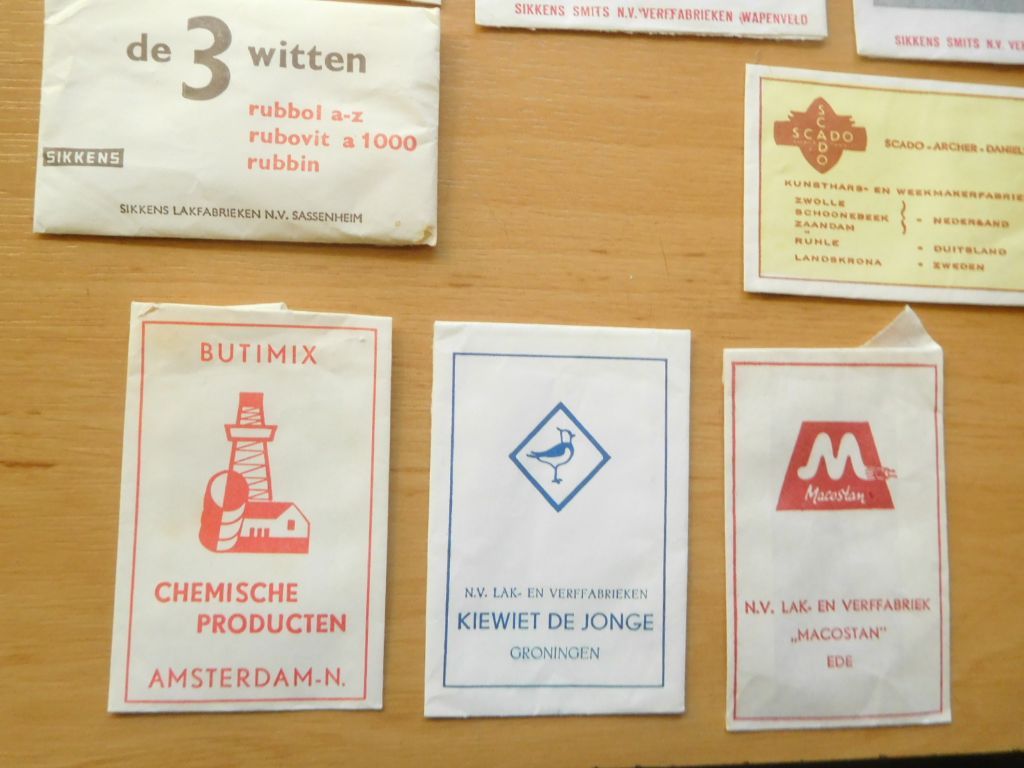 de 3 witten
rubbol a-z
rubovit a 1000
rubbin
SIKKENS
SIKKENS LAKFABRIEKEN N.V. SASSENHEIM
SIKKENS SMITS N.V. VERFFABRIEKEN WAPENVELD
SIKKENS SMITS N.V.
SCADO
SCADO
SCADO-ARCHER-DANIEL
KUNSTHARS- EN WEEKMAKERFABRIE
ZWOLLE
SCHOONEBEEK - NEDERLAND
ZAANDAM
RUHLE " DUITSLAND
LANDSKRONA " ZWEDEN
BUTIMIX
CHEMISCHE
PRODUCTEN
AMSTERDAM-N.
N.V. LAK- EN VERFFABRIEKEN
KIEWIET DE JONGE
GRONINGEN
M
Macostan
N.V. LAK- EN VERFFABRIEK
„MACOSTAN"
EDE